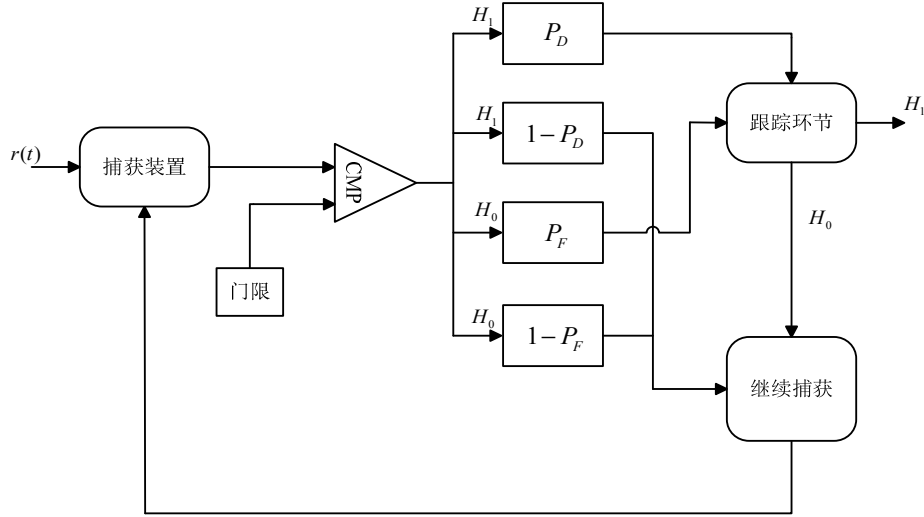 r(t)
捕获装置
门限
CMP
H₁
P_D
H₁
1−P_D
H₀
P_F
H₀
1−P_F
跟踪环节
H₁
H₀
继续捕获